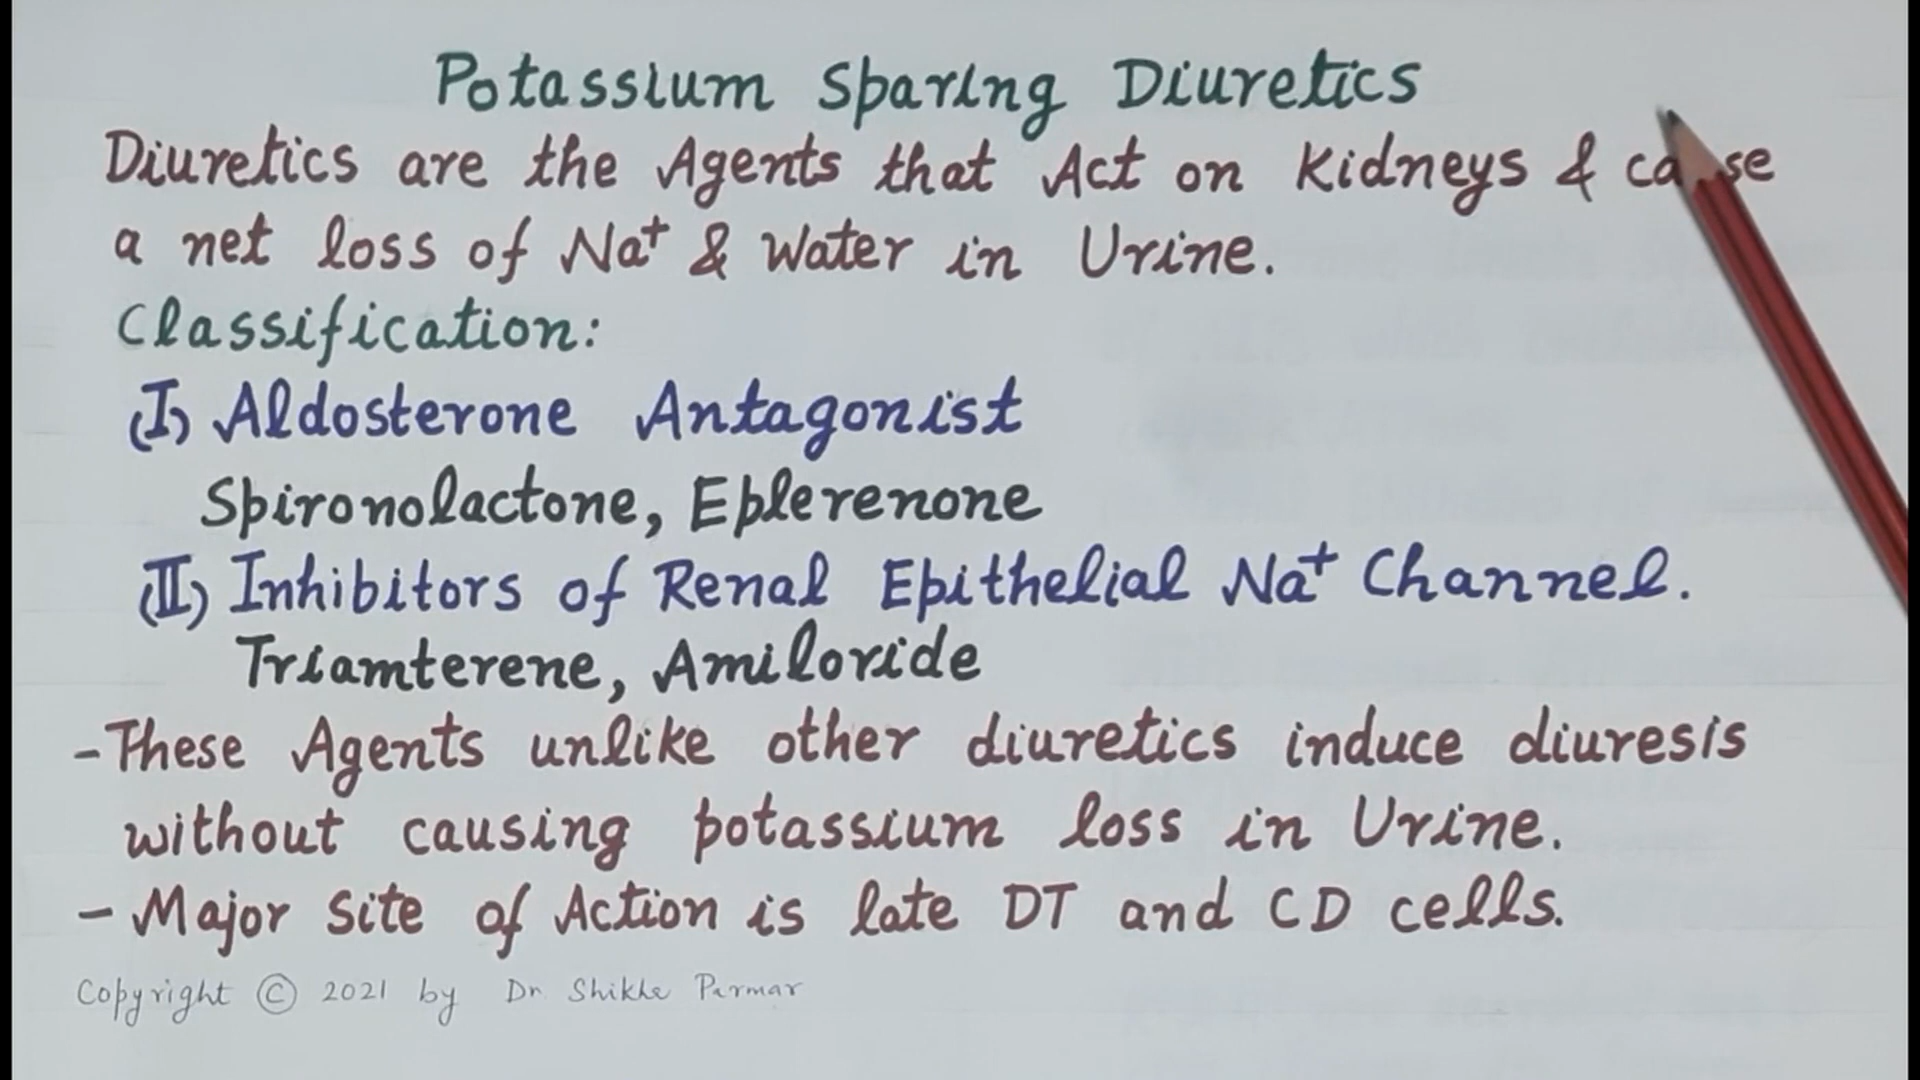 Potassium Sparing Diuretics
Diuretics are the Agents that Act on Kidneys & cause
a net loss of Na+ & Water in Urine.
Classification:
(I) Aldosterone Antagonist
Spironolactone, Eplerenone
(II) Inhibitors of Renal Epithelial Na+ Channel.
Triamterene, Amiloride
- These Agents unlike other diuretics induce diuresis
without causing potassium loss in Urine.
- Major Site of Action is late DT and CD cells.
Copyright © 2021 by Dr. Shikha Parmar